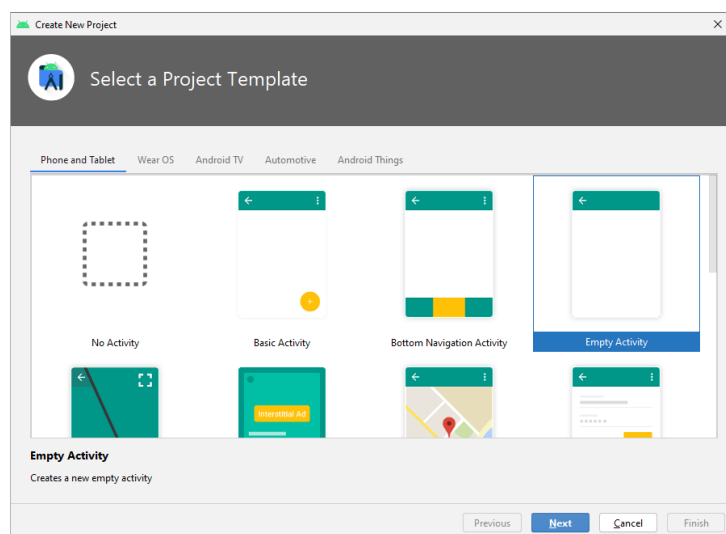 Create New Project
Select a Project Template
Phone and Tablet Wear OS Android TV Automotive Android Things
No Activity Basic Activity Bottom Navigation Activity Empty Activity
Interstitial Ad
Empty Activity
Creates a new empty activity
Previous Next Cancel Finish